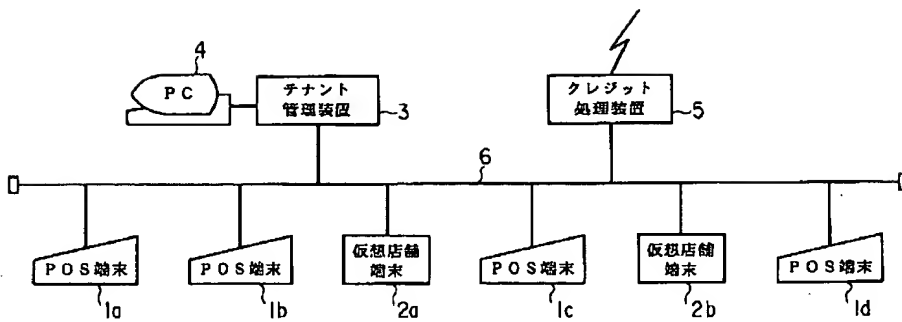 4
PC
テナント
管理装置
3
クレジット
処理装置
5
6
POS端末
1a
POS端末
1b
仮想店舗
端末
2a
POS端末
1c
仮想店舗
端末
2b
POS端末
1d